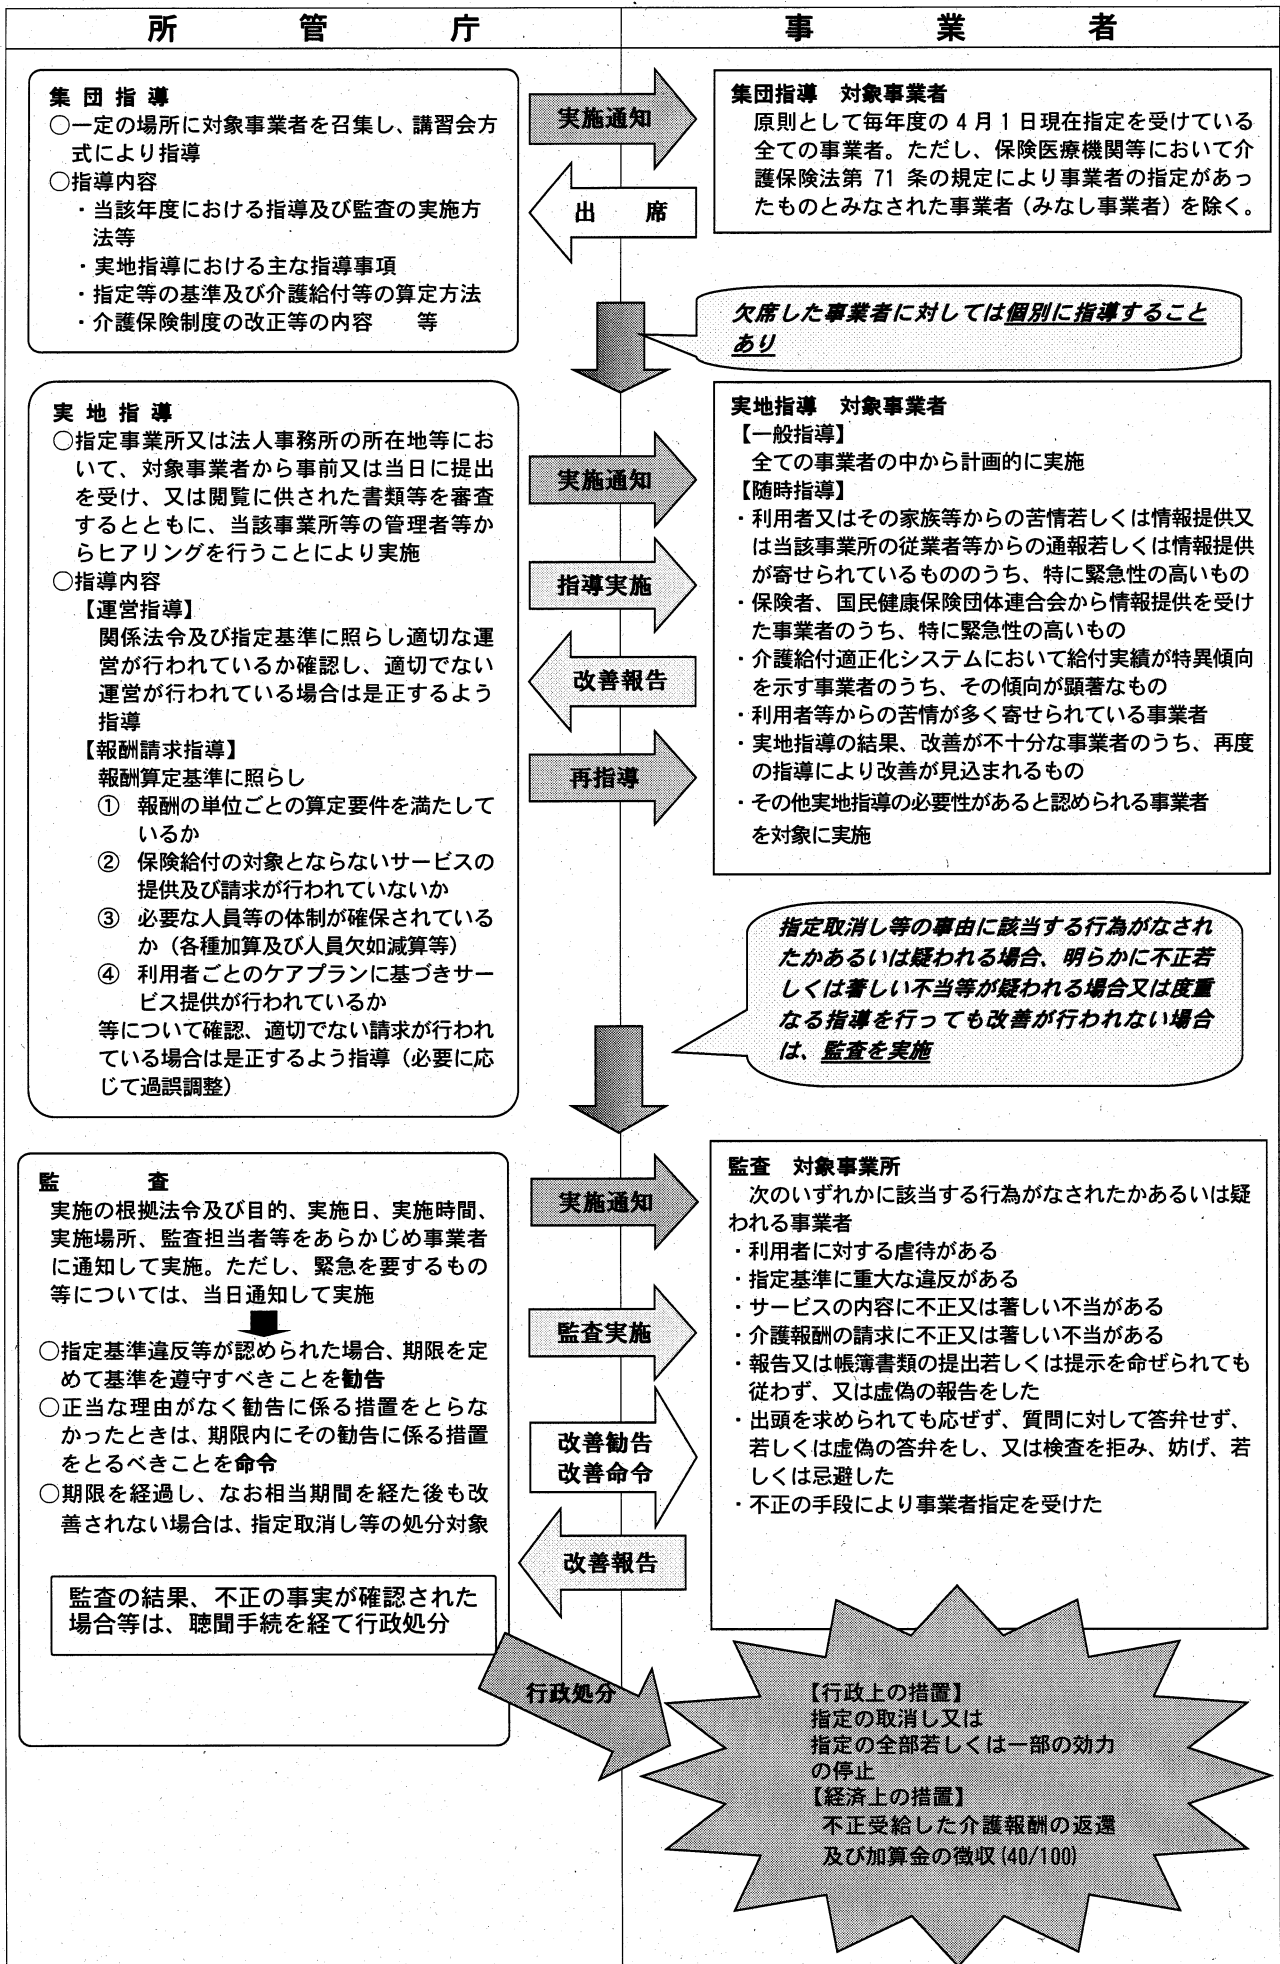 所管庁
事業者
集団指導
○一定の場所に対象事業者を召集し、講習会方
式により指導
○指導内容
・当該年度における指導及び監査の実施方
法等
・実地指導における主な指導事項
・指定等の基準及び介護給付等の算定方法
・介護保険制度の改正等の内容　等
実施通知
出　席
集団指導　対象事業者
原則として毎年度の4月1日現在指定を受けている
全ての事業者。ただし、保険医療機関等において介
護保険法第 71 条の規定により事業者の指定があっ
たものとみなされた事業者（みなし事業者）を除く。
欠席した事業者に対しては個別に指導すること
あり
実地指導
○指定事業所又は法人事務所の所在地等にお
いて、対象事業者から事前又は当日に提出
を受け、又は閲覧に供された書類等を審査
するとともに、当該事業所等の管理者等か
らヒアリングを行うことにより実施
○指導内容
【運営指導】
関係法令及び指定基準に照らし適切な運
営が行われているか確認し、適切でない
運営が行われている場合は是正するよう
指導
【報酬請求指導】
報酬算定基準に照らし
① 報酬の単位ごとの算定要件を満たして
いるか
② 保険給付の対象とならないサービスの
提供及び請求が行われていないか
③ 必要な人員等の体制が確保されている
か（各種加算及び人員欠如減算等）
④ 利用者ごとのケアプランに基づきサー
ビス提供が行われているか
等について確認、適切でない請求が行われ
ている場合は是正するよう指導（必要に応
じて過誤調整）
実施通知
指導実施
改善報告
再指導
実地指導　対象事業者
【一般指導】
全ての事業者の中から計画的に実施
【随時指導】
・利用者又はその家族等からの苦情若しくは情報提供又
は当該事業所の従業者等からの通報若しくは情報提供
が寄せられているもののうち、特に緊急性の高いもの
・保険者、国民健康保険団体連合会から情報提供を受け
た事業者のうち、特に緊急性の高いもの
・介護給付適正化システムにおいて給付実績が特異傾向
を示す事業者のうち、その傾向が顕著なもの
・利用者等からの苦情が多く寄せられている事業者
・実地指導の結果、改善が不十分な事業者のうち、再度
の指導により改善が見込まれるもの
・その他実地指導の必要性があると認められる事業者
を対象に実施
指定取消し等の事由に該当する行為がなされ
たかあるいは疑われる場合、明らかに不正若
しくは著しい不当等が疑われる場合又は度重
なる指導を行っても改善が行われない場合
は、監査を実施
監査
実施の根拠法令及び目的、実施日、実施時間、
実施場所、監査担当者等をあらかじめ事業者
に通知して実施。ただし、緊急を要するもの
等については、当日通知して実施
○指定基準違反等が認められた場合、期限を定
めて基準を遵守すべきことを勧告
○正当な理由がなく勧告に係る措置をとらな
かったときは、期限内にその勧告に係る措置
をとるべきことを命令
○期限を経過し、なお相当期間を経た後も改
善されない場合は、指定取消し等の処分対象
監査の結果、不正の事実が確認された
場合等は、聴聞手続を経て行政処分
実施通知
監査実施
改善勧告
改善命令
改善報告
行政処分
監査　対象事業所
次のいずれかに該当する行為がなされたかあるいは疑
われる事業者
・利用者に対する虐待がある
・指定基準に重大な違反がある
・サービスの内容に不正又は著しい不当がある
・介護報酬の請求に不正又は著しい不当がある
・報告又は帳簿書類の提出若しくは提示を命ぜられても
従わず、又は虚偽の報告をした
・出頭を求められても応ぜず、質問に対して答弁せず、
若しくは虚偽の答弁をし、又は検査を拒み、妨げ、若
しくは忌避した
・不正の手段により事業者指定を受けた
【行政上の措置】
指定の取消し又は
指定の全部若しくは一部の効力
の停止
【経済上の措置】
不正受給した介護報酬の返還
及び加算金の徴収(40/100)